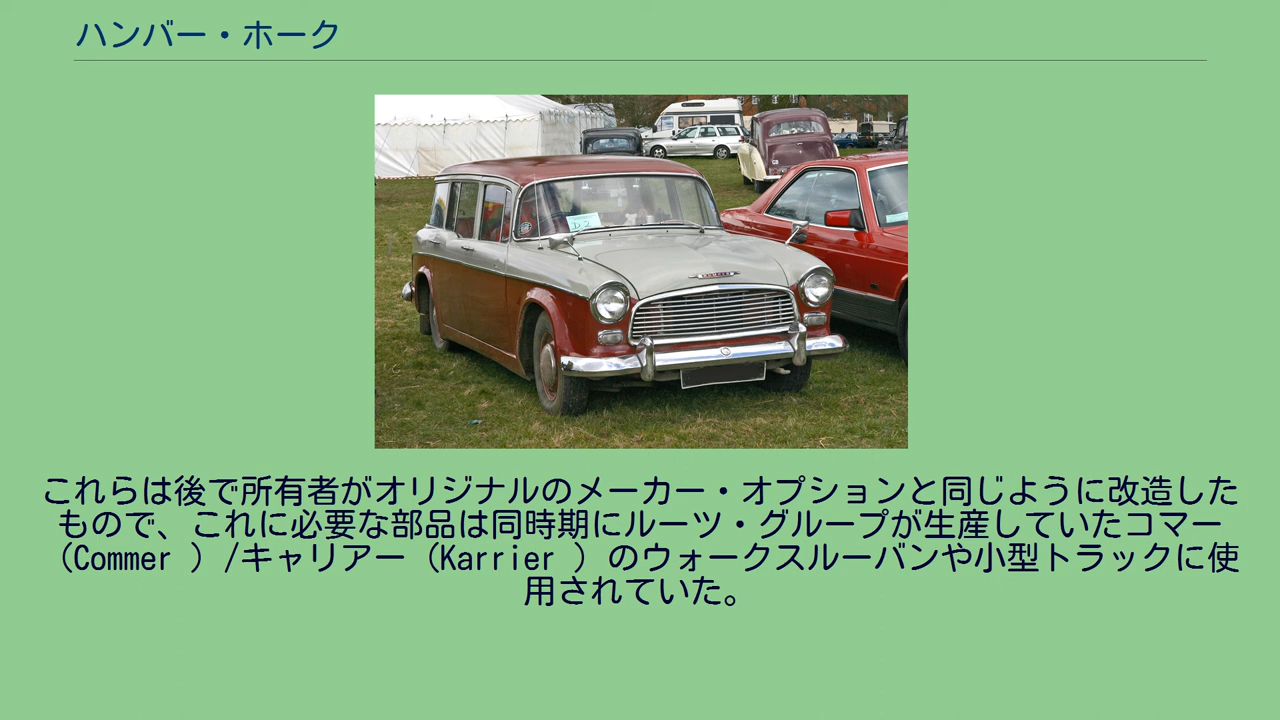 ハンバー・ホーク
これらは後で所有者がオリジナルのメーカー・オプションと同じように改造した
もので、これに必要な部品は同時期にルーツ・グループが生産していたコマー
（Commer ）/キャリアー（Karrier ）のウォークスルーバンや小型トラックに使
用されていた。